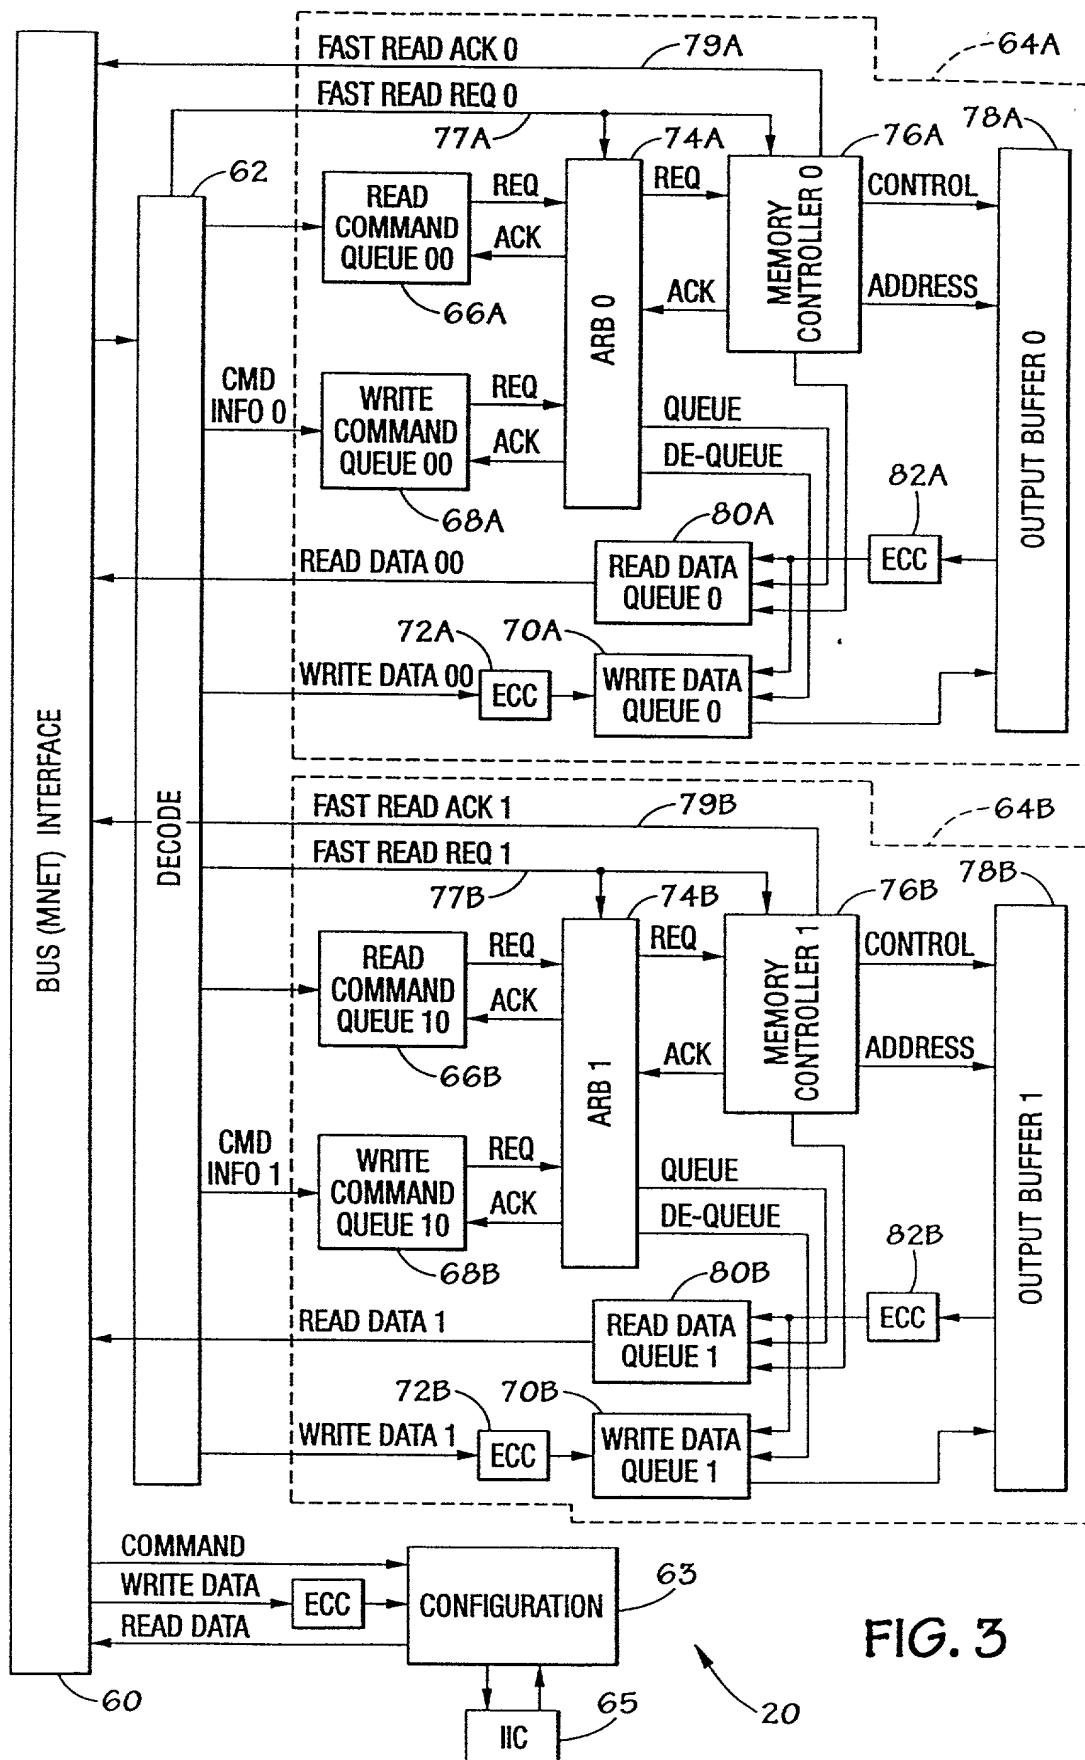 FAST READ ACK 0
79A
64A
FAST READ REQ 0
77A
74A
76A
78A
62
READ
COMMAND
QUEUE 00
REQ
ACK
66A
ARB 0
REQ
ACK
MEMORY
CONTROLLER 0
CONTROL
ADDRESS
OUTPUT BUFFER 0
CMD
INFO 0
WRITE
COMMAND
QUEUE 00
REQ
ACK
68A
QUEUE
DE-QUEUE
82A
80A
ECC
READ DATA 00
READ DATA
QUEUE 0
72A
70A
WRITE DATA 00
ECC
WRITE DATA
QUEUE 0
BUS (MNET) INTERFACE
DECODE
FAST READ ACK 1
79B
64B
FAST READ REQ 1
77B
74B
76B
78B
READ
COMMAND
QUEUE 10
REQ
ACK
66B
ARB 1
REQ
ACK
MEMORY
CONTROLLER 1
CONTROL
ADDRESS
OUTPUT BUFFER 1
CMD
INFO 1
WRITE
COMMAND
QUEUE 10
REQ
ACK
68B
QUEUE
DE-QUEUE
82B
80B
ECC
READ DATA 1
READ DATA
QUEUE 1
72B
70B
WRITE DATA 1
ECC
WRITE DATA
QUEUE 1
COMMAND
WRITE DATA
ECC
READ DATA
CONFIGURATION
63
60
IIC
65
20
FIG. 3